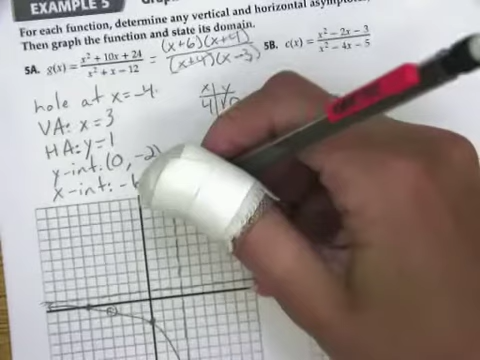 EXAMPLE 5
For each function, determine any vertical and horizontal asymptotes,
Then graph the function and state its domain.
5A. g(x) = x² + 10x + 24 / x² + x − 12 = (x+6)(x+4) / (x+4)(x−3)
5B. c(x) = x² − 2x − 3 / x² − 4x − 5
hole at x = −4
VA: x = 3
HA: y = 1
y-int: (0, −2)
x-int: −6
x | y
4 |